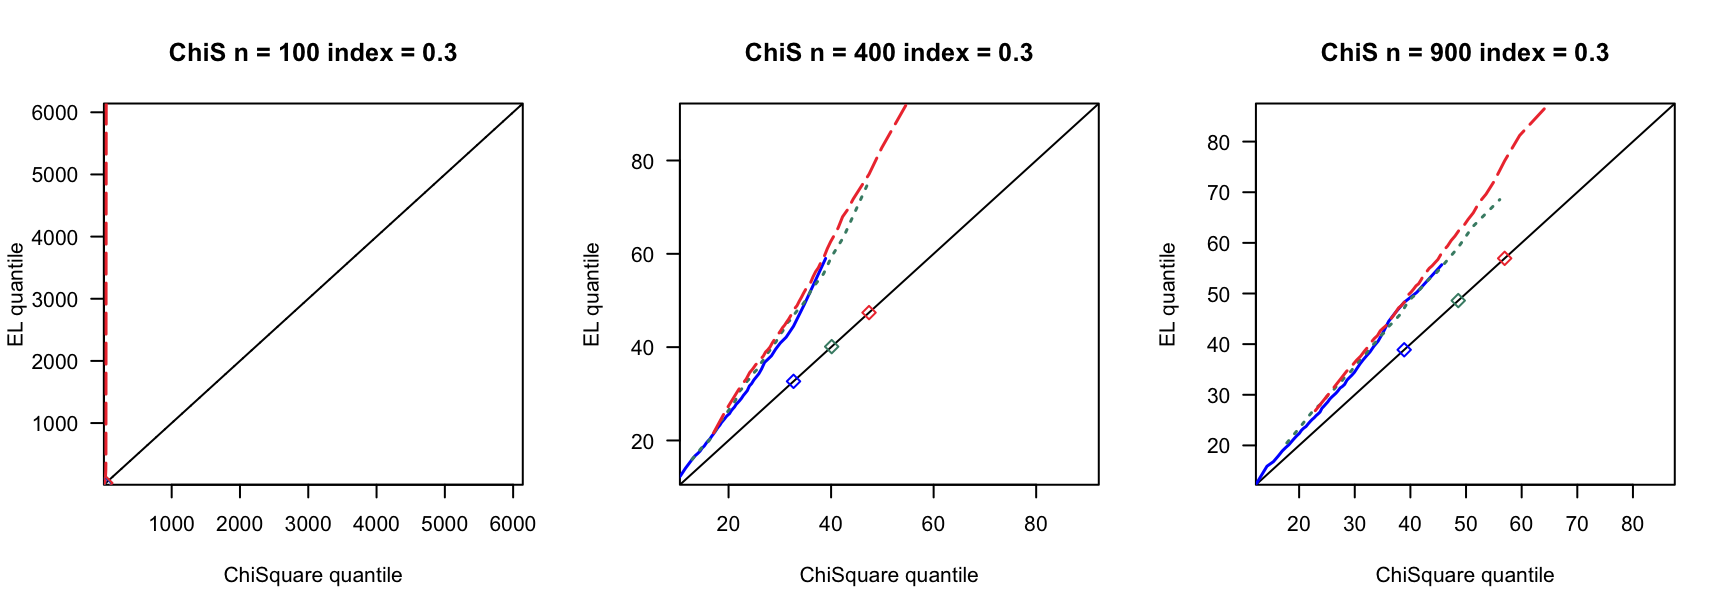 ChiS n = 100 index = 0.3
EL quantile
6000
5000
4000
3000
2000
1000
1000 2000 3000 4000 5000 6000
ChiSquare quantile
ChiS n = 400 index = 0.3
EL quantile
80
60
40
20
20 40 60 80
ChiSquare quantile
ChiS n = 900 index = 0.3
EL quantile
80
70
60
50
40
30
20
20 30 40 50 60 70 80
ChiSquare quantile